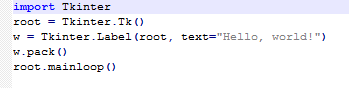 import Tkinter
root = Tkinter.Tk()
w = Tkinter.Label(root, text="Hello, world!")
w.pack()
root.mainloop()